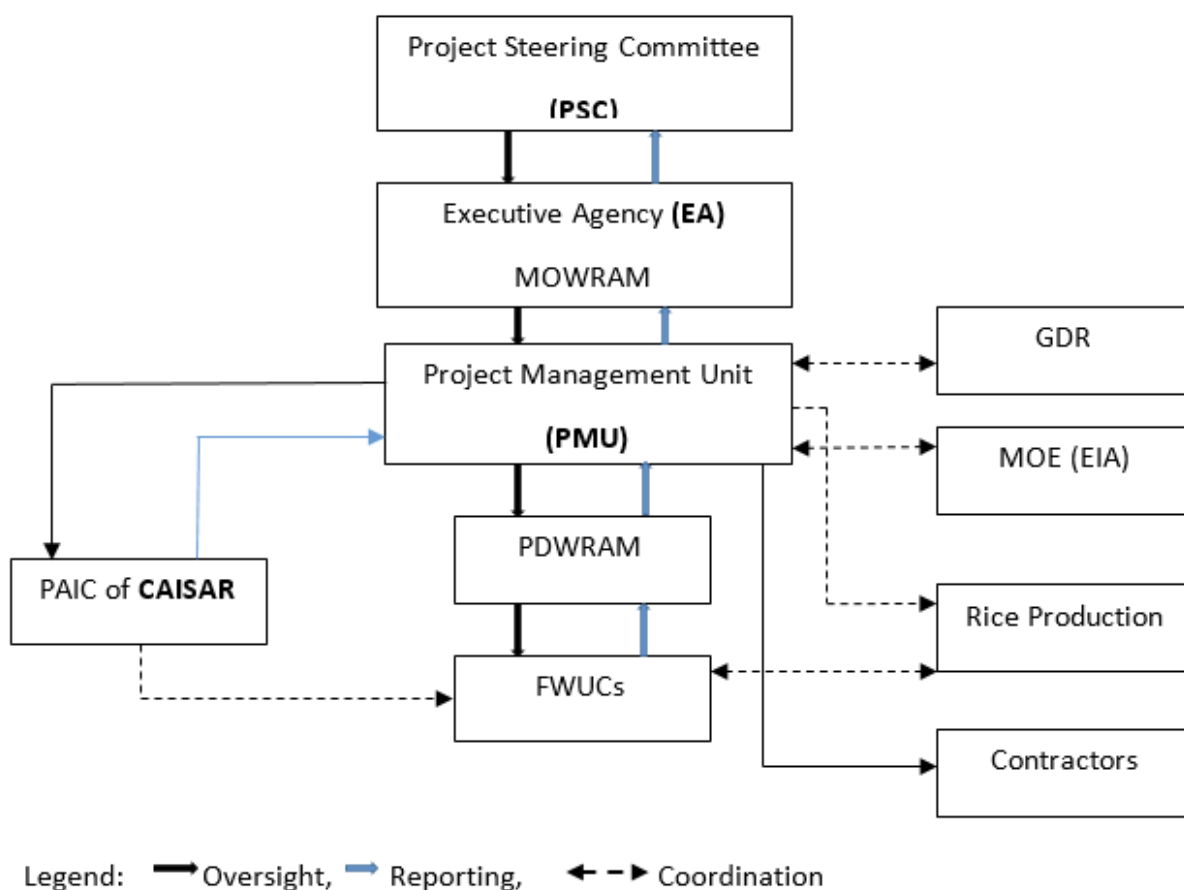 Project Steering Committee
(PSC)
Executive Agency (EA)
MOWRAM
GDR
Project Management Unit
(PMU)
MOE (EIA)
PDWRAM
PAIC of CAISAR
Rice Production
FWUCs
Contractors
Legend: Oversight, Reporting, Coordination